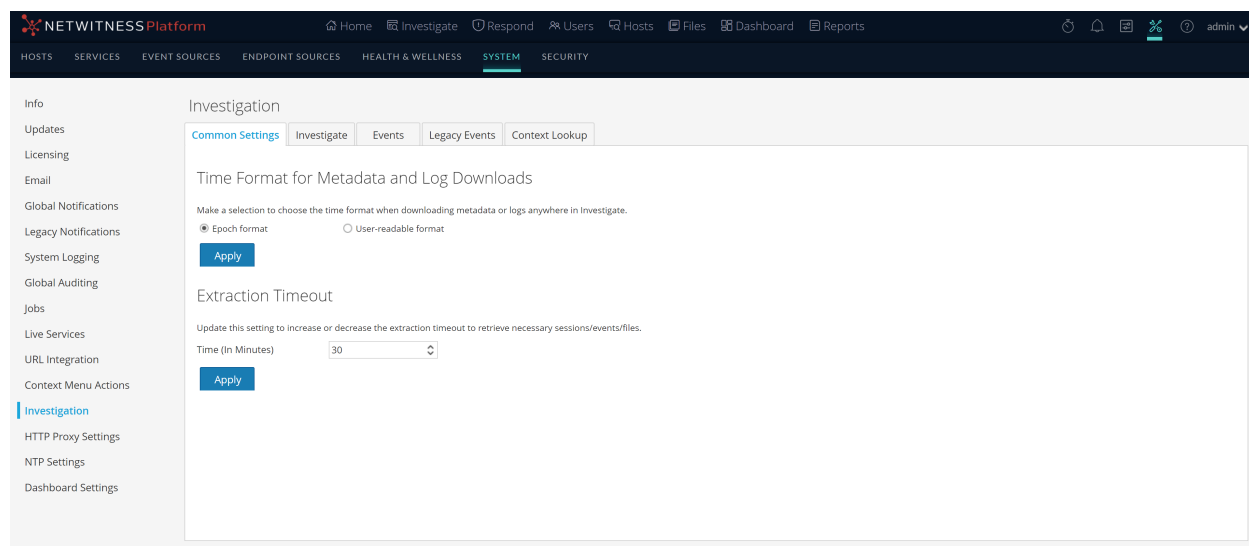 NETWITNESS Platform Home Investigate Respond Users Hosts Files Dashboard Reports admin
HOSTS SERVICES EVENT SOURCES ENDPOINT SOURCES HEALTH & WELLNESS SYSTEM SECURITY
Info
Updates
Licensing
Email
Global Notifications
Legacy Notifications
System Logging
Global Auditing
Jobs
Live Services
URL Integration
Context Menu Actions
Investigation
HTTP Proxy Settings
NTP Settings
Dashboard Settings
Investigation
Common Settings Investigate Events Legacy Events Context Lookup
Time Format for Metadata and Log Downloads
Make a selection to choose the time format when downloading metadata or logs anywhere in Investigate.
Epoch format User-readable format
Apply
Extraction Timeout
Update this setting to increase or decrease the extraction timeout to retrieve necessary sessions/events/files.
Time (In Minutes) 30
Apply